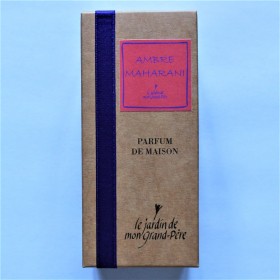 AMBRE
MAHARANI
PARFUM
DE MAISON
le jardin de
mon Grand-Père